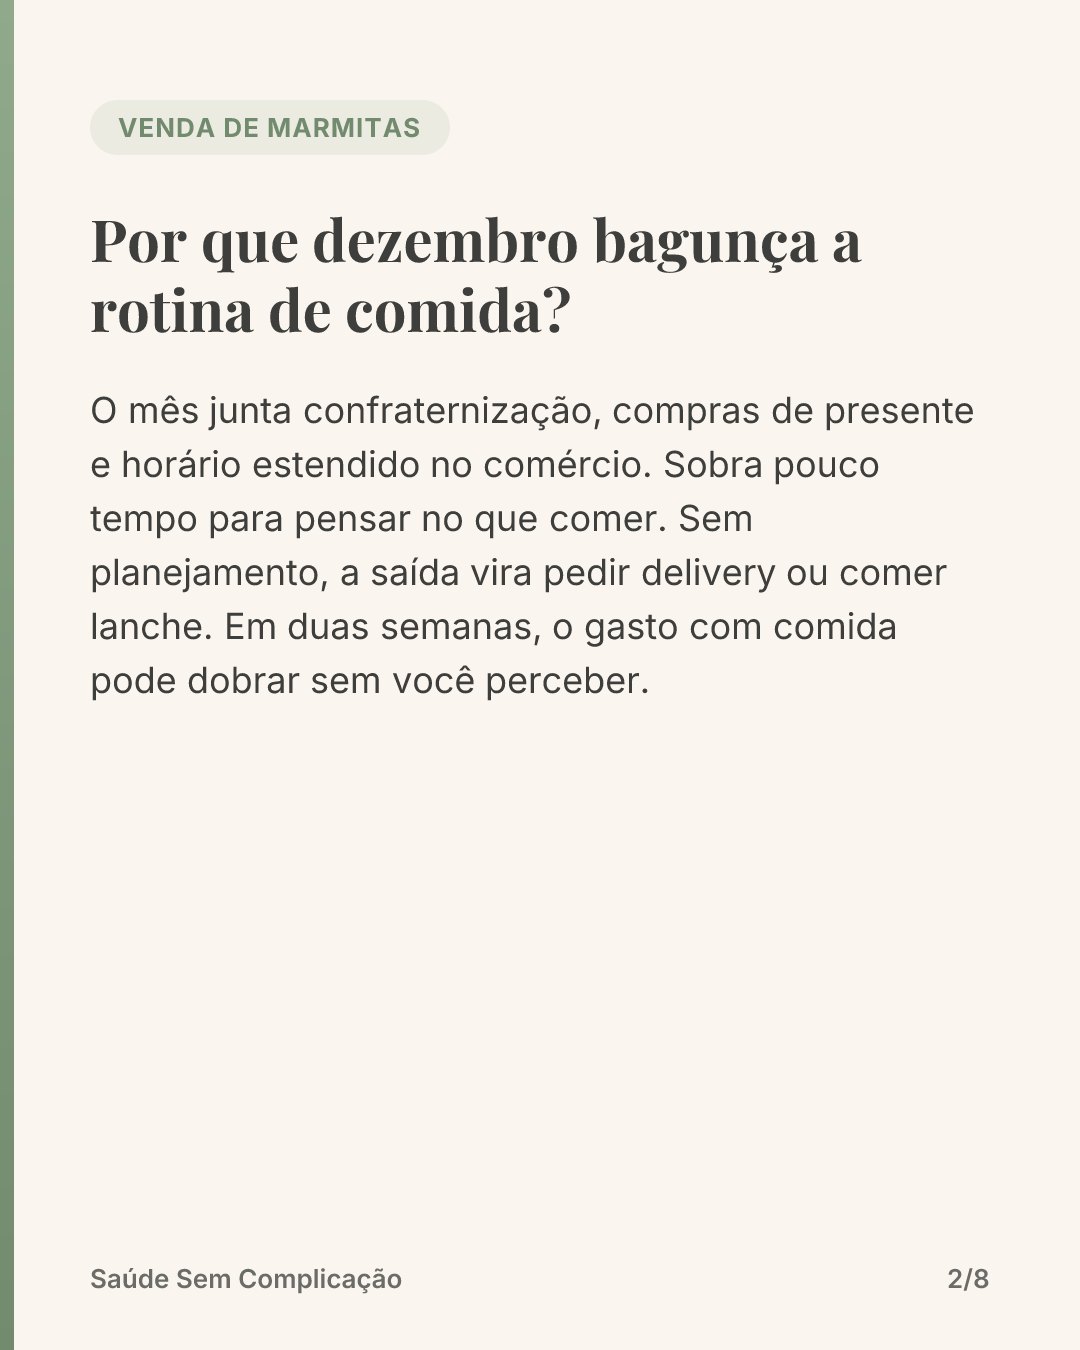 VENDA DE MARMITAS
Por que dezembro bagunça a
rotina de comida?
O mês junta confraternização, compras de presente
e horário estendido no comércio. Sobra pouco
tempo para pensar no que comer. Sem
planejamento, a saída vira pedir delivery ou comer
lanche. Em duas semanas, o gasto com comida
pode dobrar sem você perceber.
Saúde Sem Complicação
2/8